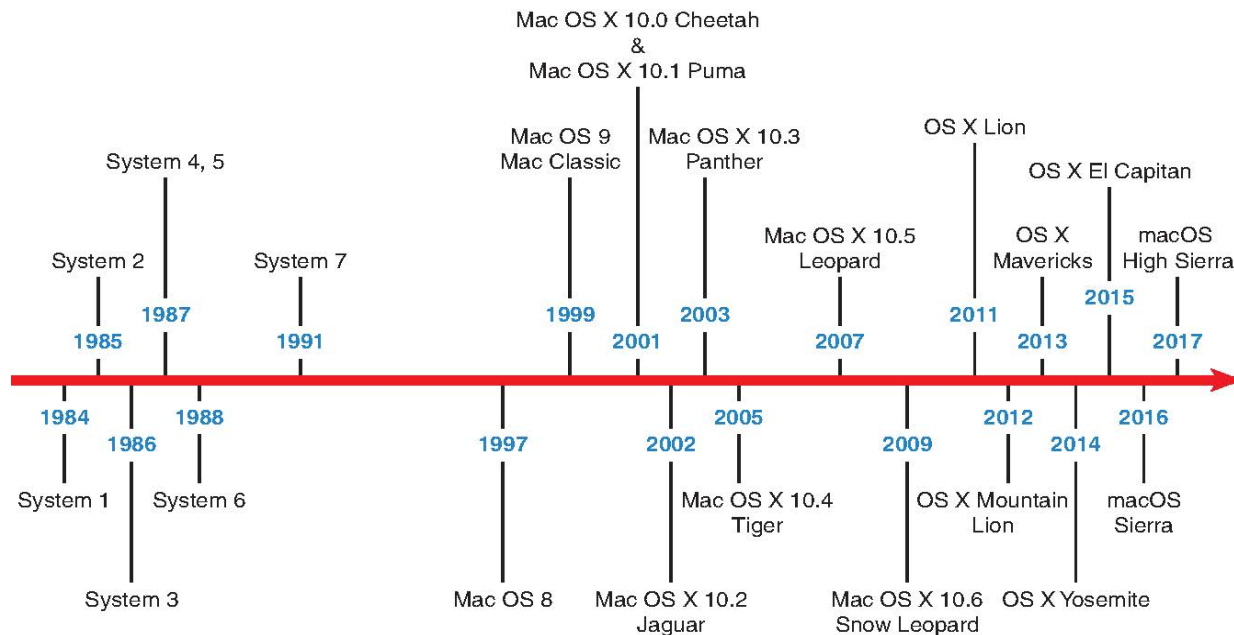 Mac OS X 10.0 Cheetah
&
Mac OS X 10.1 Puma
Mac OS 9
Mac Classic
Mac OS X 10.3
Panther
OS X Lion
System 4, 5
OS X El Capitan
System 2
System 7
Mac OS X 10.5
Leopard
OS X
Mavericks
macOS
High Sierra
1985
1987
1991
1999
2001
2003
2007
2011
2013
2015
2017
1984
1986
1988
1997
2002
2005
2009
2012
2014
2016
System 1
System 6
Mac OS X 10.4
Tiger
OS X Mountain
Lion
macOS
Sierra
System 3
Mac OS 8
Mac OS X 10.2
Jaguar
Mac OS X 10.6
Snow Leopard
OS X Yosemite